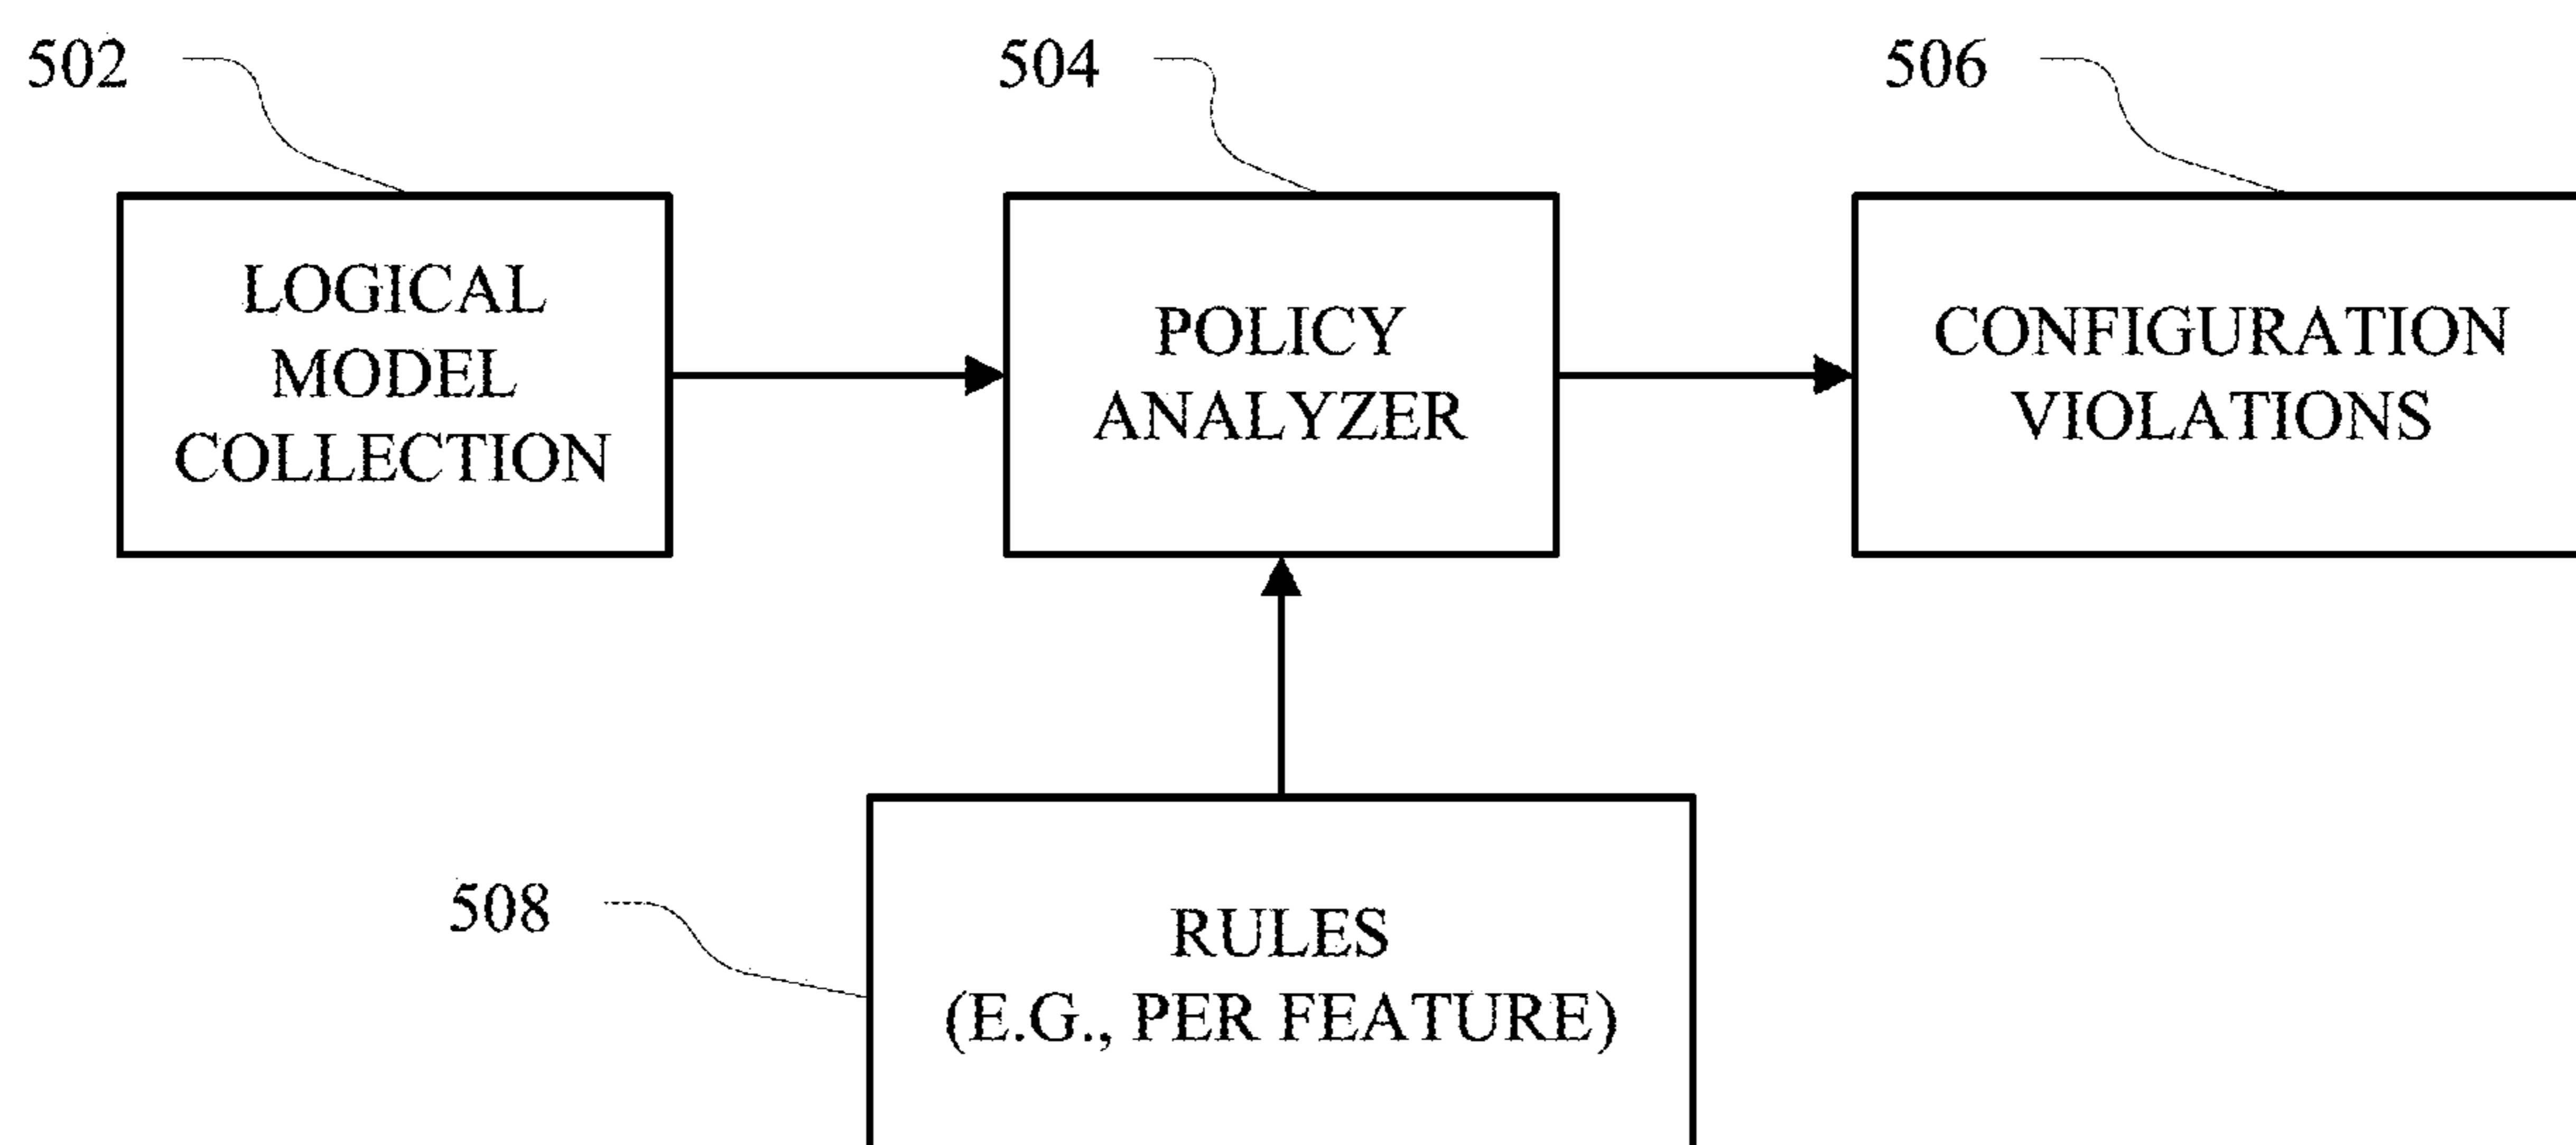 502
504
506
LOGICAL
MODEL
COLLECTION
POLICY
ANALYZER
CONFIGURATION
VIOLATIONS
508
RULES
(E.G., PER FEATURE)